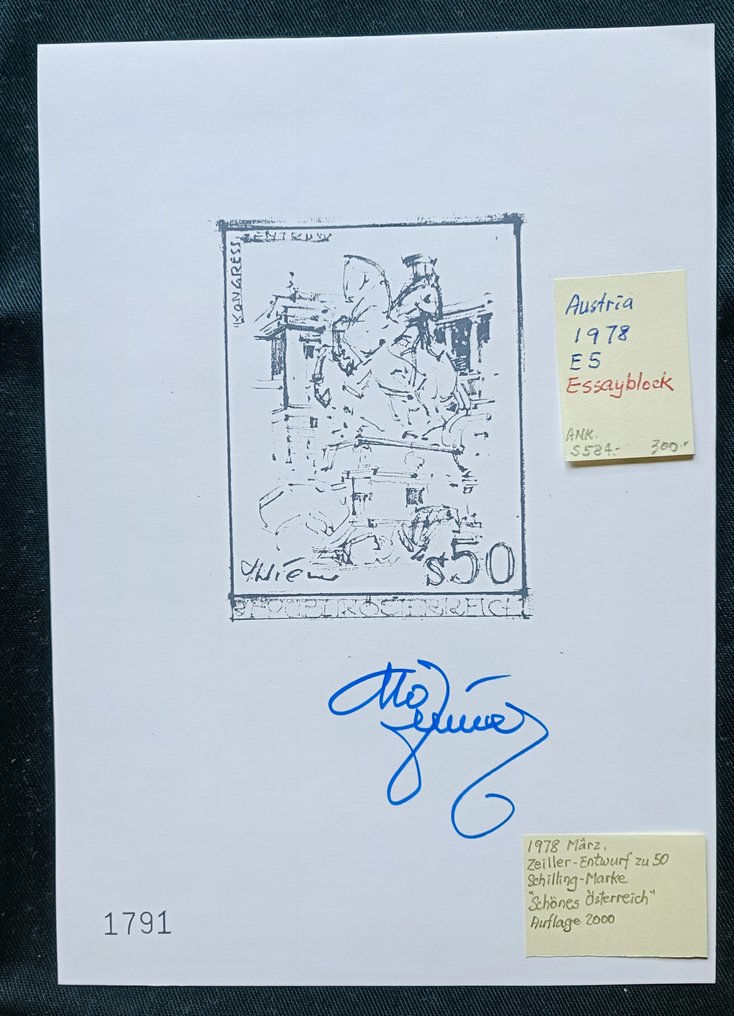 "KONGRESS
ZENTRUM
Wien
S50
REPUBLIK ÖSTERREICH
Austria
1978
E5
Essayblock
ANK.
S584.- 300.-
1978 März.
Zeiller-Entwurf zu 50
Schilling-Marke
"Schönes Österreich"
Auflage 2000
1791